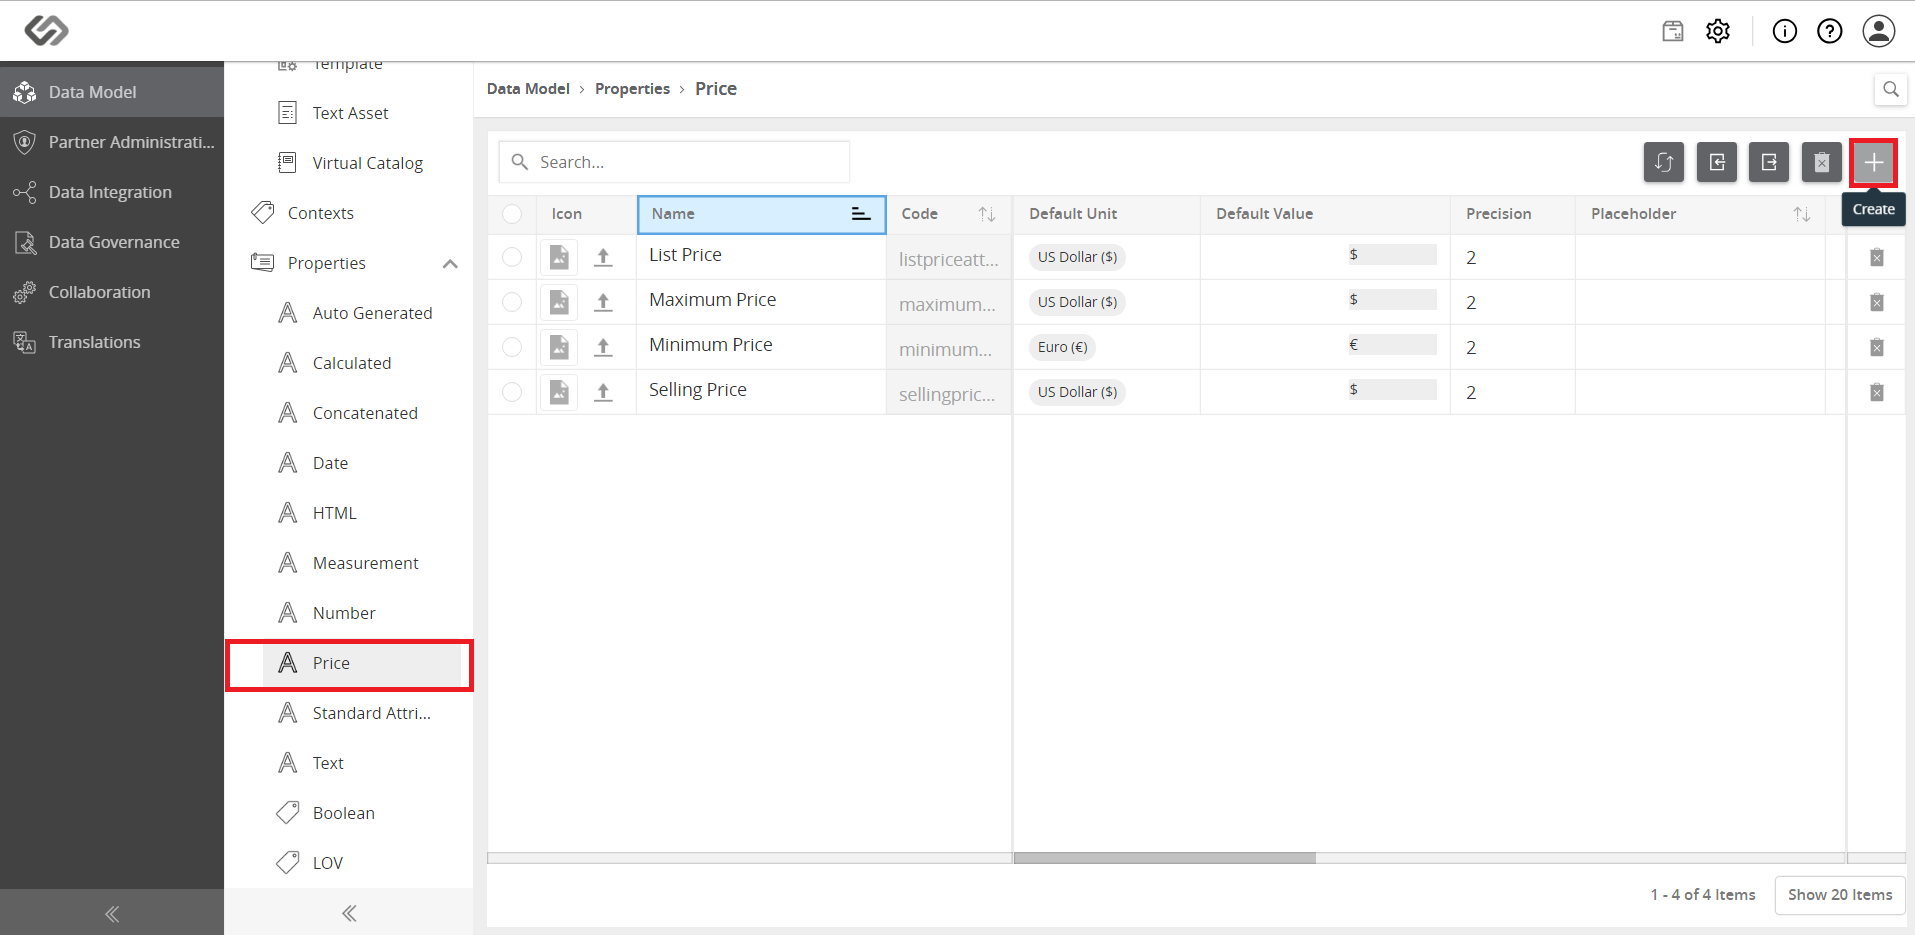 Data Model
Partner Administrati...
Data Integration
Data Governance
Collaboration
Translations
Template
Text Asset
Virtual Catalog
Contexts
Properties
Auto Generated
Calculated
Concatenated
Date
HTML
Measurement
Number
Price
Standard Attri...
Text
Boolean
LOV
Data Model › Properties › Price
Search...
Create
Icon Name Code Default Unit Default Value Precision Placeholder
List Price listpriceatt... US Dollar ($) $ 2
Maximum Price maximum... US Dollar ($) $ 2
Minimum Price minimum... Euro (€) € 2
Selling Price sellingpric... US Dollar ($) $ 2
1 - 4 of 4 Items Show 20 Items